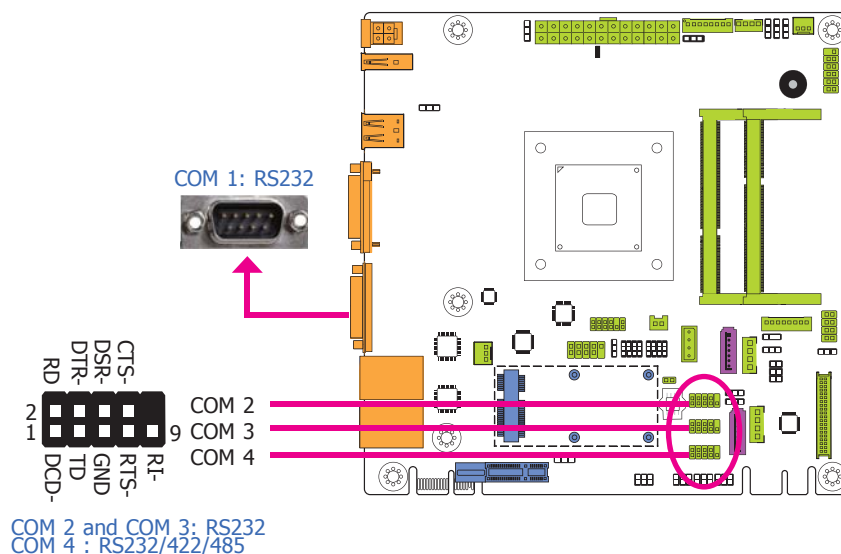 COM 1: RS232
RD
DTR-
DSR-
CTS-
2
1
9
DCD-
TD
GND
RTS-
RI-
COM 2
COM 3
COM 4
COM 2 and COM 3: RS232
COM 4 : RS232/422/485